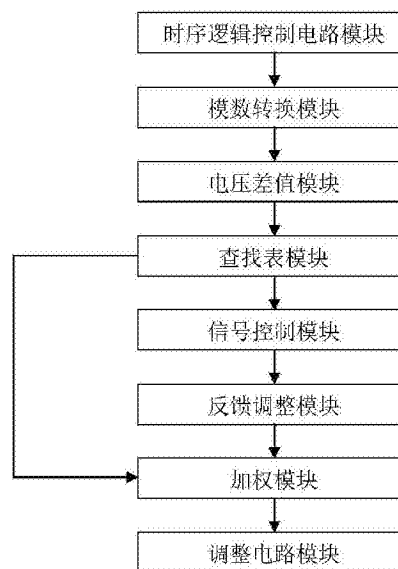 时序逻辑控制电路模块
模数转换模块
电压差值模块
查找表模块
信号控制模块
反馈调整模块
加权模块
调整电路模块